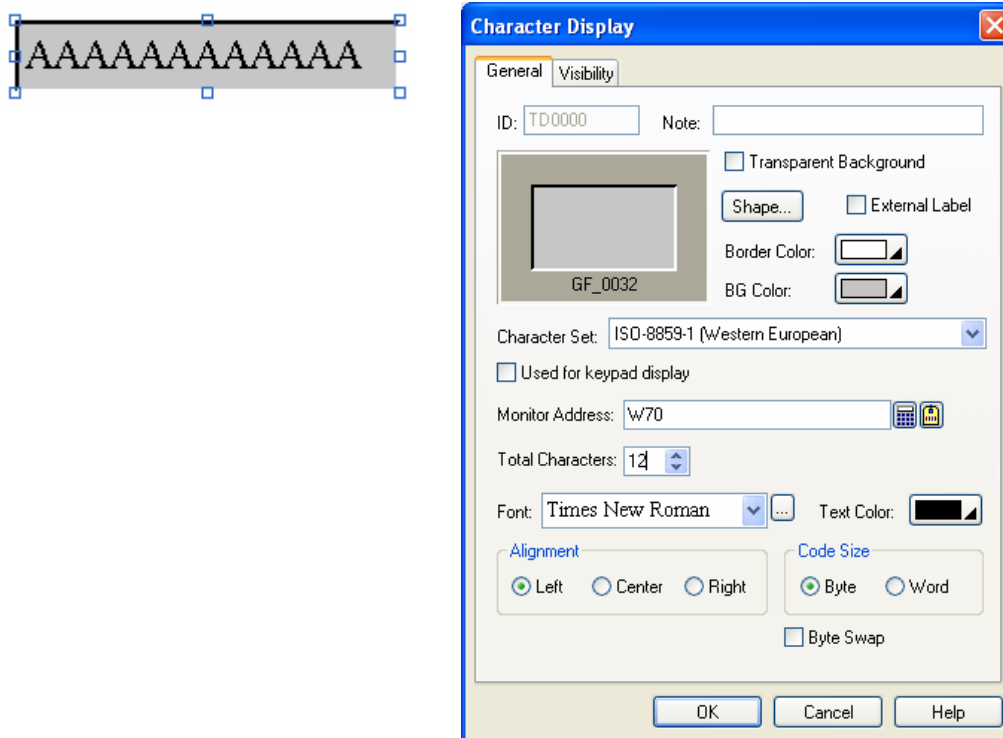 AAAAAAAAAAAA
Character Display
General Visibility
ID: TD0000 Note:
Transparent Background
Shape... External Label
Border Color:
GF_0032
BG Color:
Character Set: ISO-8859-1 (Western European)
Used for keypad display
Monitor Address: W70
Total Characters: 12
Font: Times New Roman ... Text Color:
Alignment Code Size
Left Center Right Byte Word
Byte Swap
OK Cancel Help